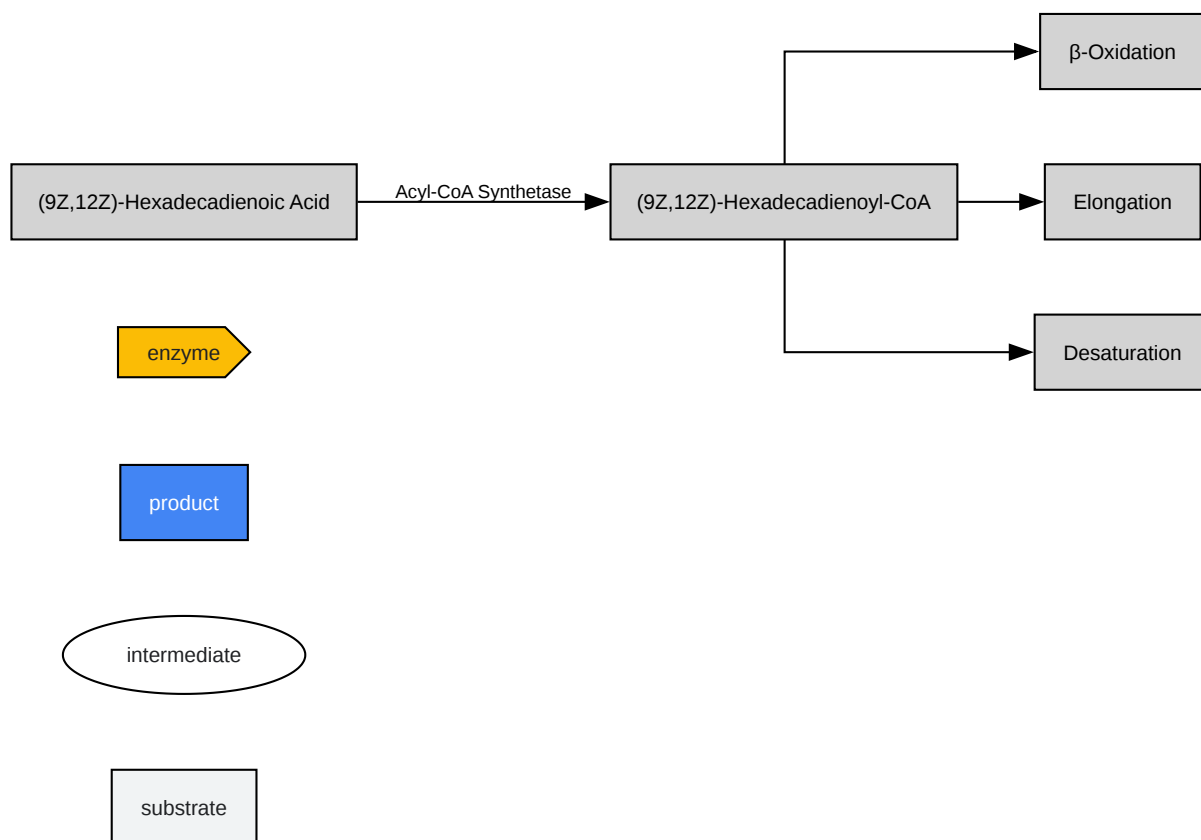 β-Oxidation
(9Z,12Z)-Hexadecadienoic Acid
Acyl-CoA Synthetase
(9Z,12Z)-Hexadecadienoyl-CoA
Elongation
enzyme
Desaturation
product
intermediate
substrate